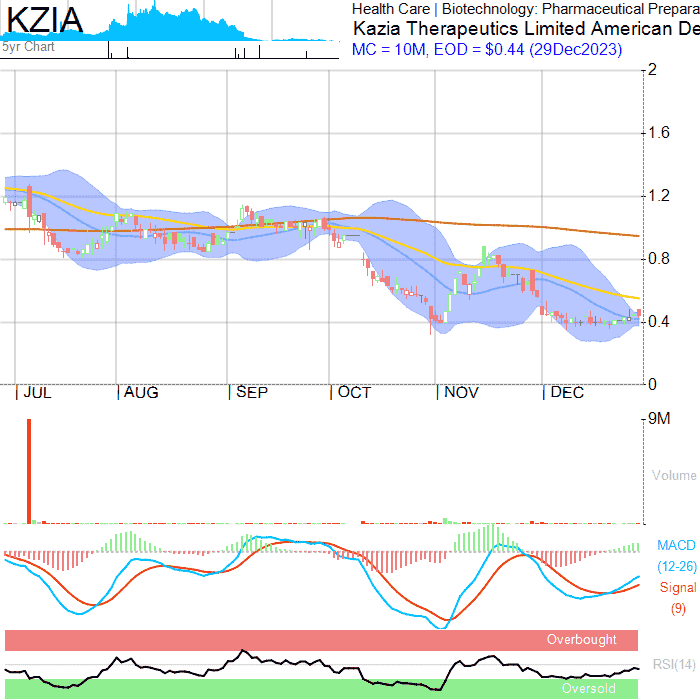 KZIA
5yr Chart
Health Care | Biotechnology: Pharmaceutical Prepara
Kazia Therapeutics Limited American De
MC = 10M, EOD = $0.44 (29Dec2023)
2
1.6
1.2
0.8
0.4
0
JUL AUG SEP OCT NOV DEC
9M
Volume
MACD
(12-26)
Signal
(9)
Overbought
RSI(14)
Oversold